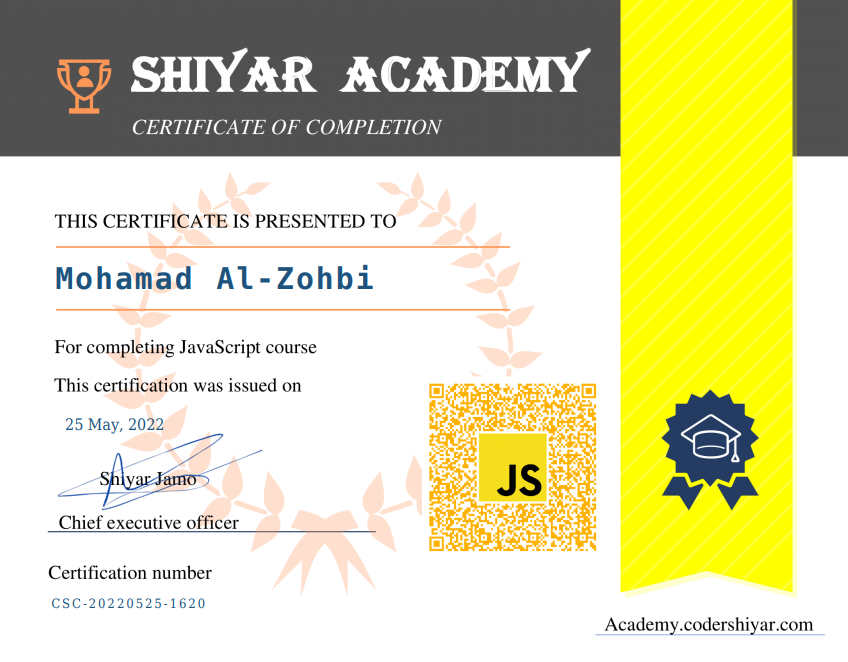 SHIYAR ACADEMY
CERTIFICATE OF COMPLETION
THIS CERTIFICATE IS PRESENTED TO
Mohamad Al-Zohbi
For completing JavaScript course
This certification was issued on
25 May, 2022
Shiyar Jamo
Chief executive officer
JS
Certification number
CSC-20220525-1620
Academy.codershiyar.com